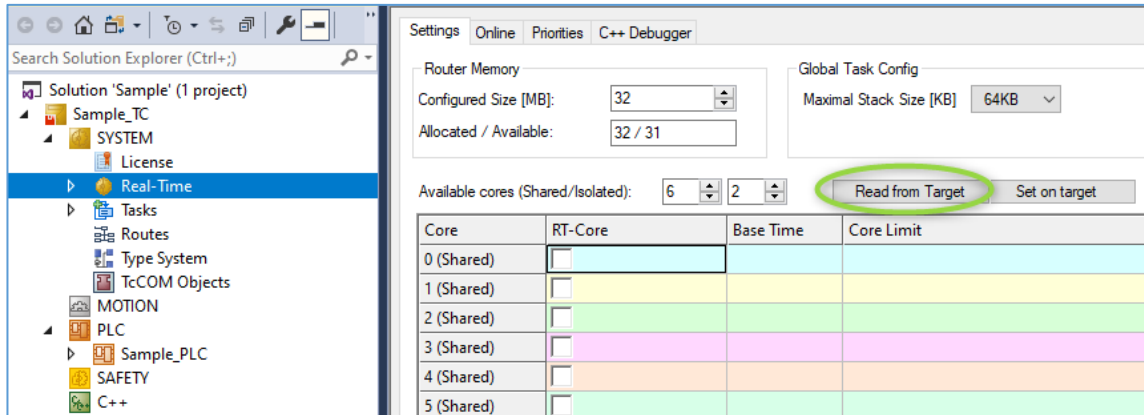 Search Solution Explorer (Ctrl+;)
Solution 'Sample' (1 project)
Sample_TC
SYSTEM
License
Real-Time
Tasks
Routes
Type System
TcCOM Objects
MOTION
PLC
Sample_PLC
SAFETY
C++
Settings Online Priorities C++ Debugger
Router Memory
Configured Size [MB]: 32
Allocated / Available: 32 / 31
Global Task Config
Maximal Stack Size [KB] 64KB
Available cores (Shared/Isolated): 6 2 Read from Target Set on target
Core RT-Core Base Time Core Limit
0 (Shared)
1 (Shared)
2 (Shared)
3 (Shared)
4 (Shared)
5 (Shared)